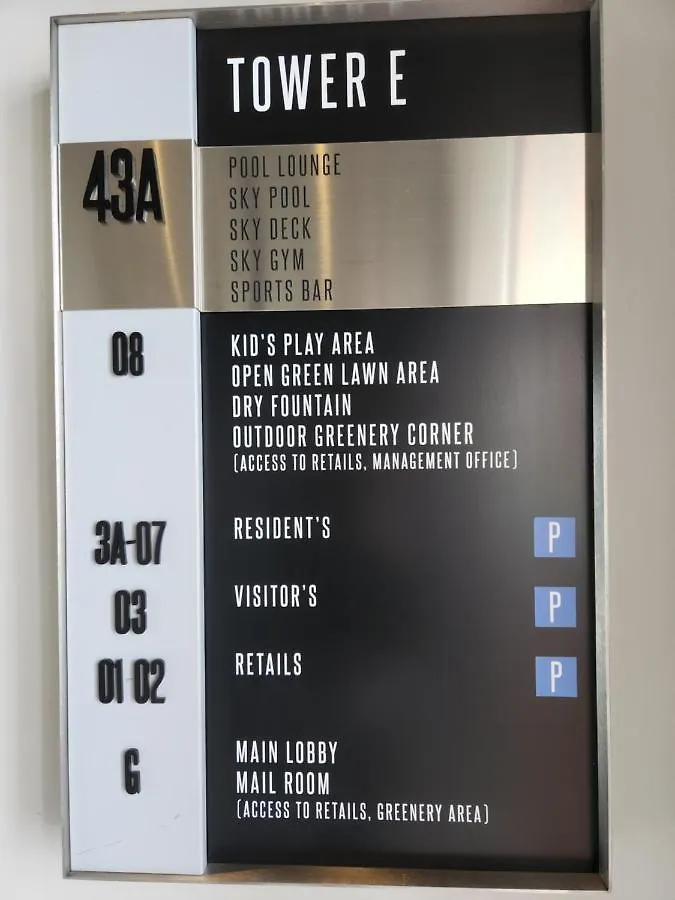 TOWER E
43A
POOL LOUNGE
SKY POOL
SKY DECK
SKY GYM
SPORTS BAR
08
KID'S PLAY AREA
OPEN GREEN LAWN AREA
DRY FOUNTAIN
OUTDOOR GREENERY CORNER
(ACCESS TO RETAILS, MANAGEMENT OFFICE)
3A-07 RESIDENT'S P
03 VISITOR'S P
01 02 RETAILS P
G
MAIN LOBBY
MAIL ROOM
(ACCESS TO RETAILS, GREENERY AREA)